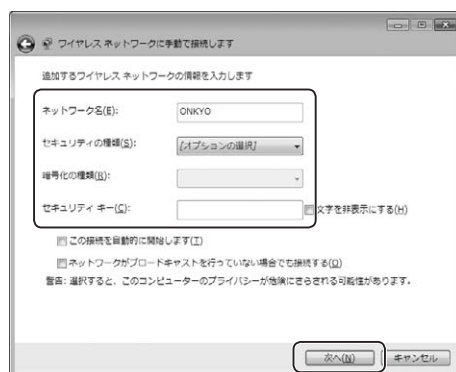 ワイヤレス ネットワークに手動で接続します
追加するワイヤレス ネットワークの情報を入力します
ネットワーク名(E): ONKYO
セキュリティの種類(S): [オプションの選択]
暗号化の種類(R):
セキュリティ キー(C): 文字を非表示にする(H)
この接続を自動的に開始します(T)
ネットワークがブロードキャストを行っていない場合でも接続する(O)
警告: 選択すると、このコンピューターのプライバシーが危険にさらされる可能性があります。
次へ(N) キャンセル